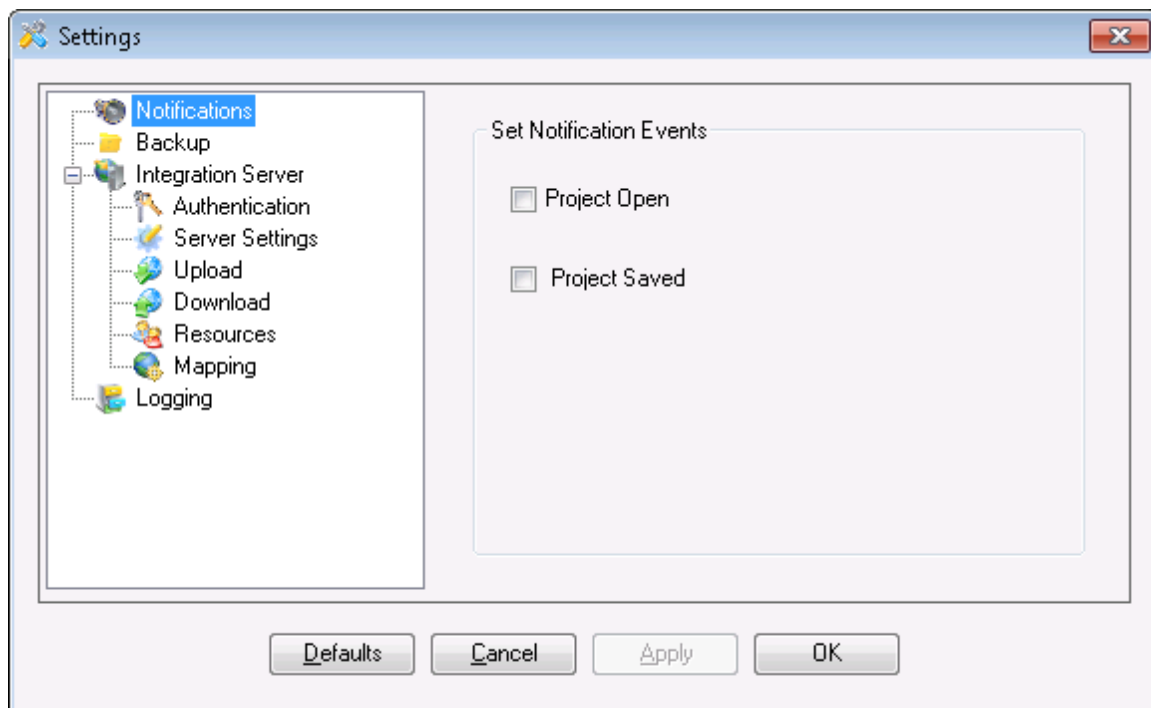 Settings
Notifications
Backup
Integration Server
Authentication
Server Settings
Upload
Download
Resources
Mapping
Logging
Set Notification Events
Project Open
Project Saved
Defaults
Cancel
Apply
OK